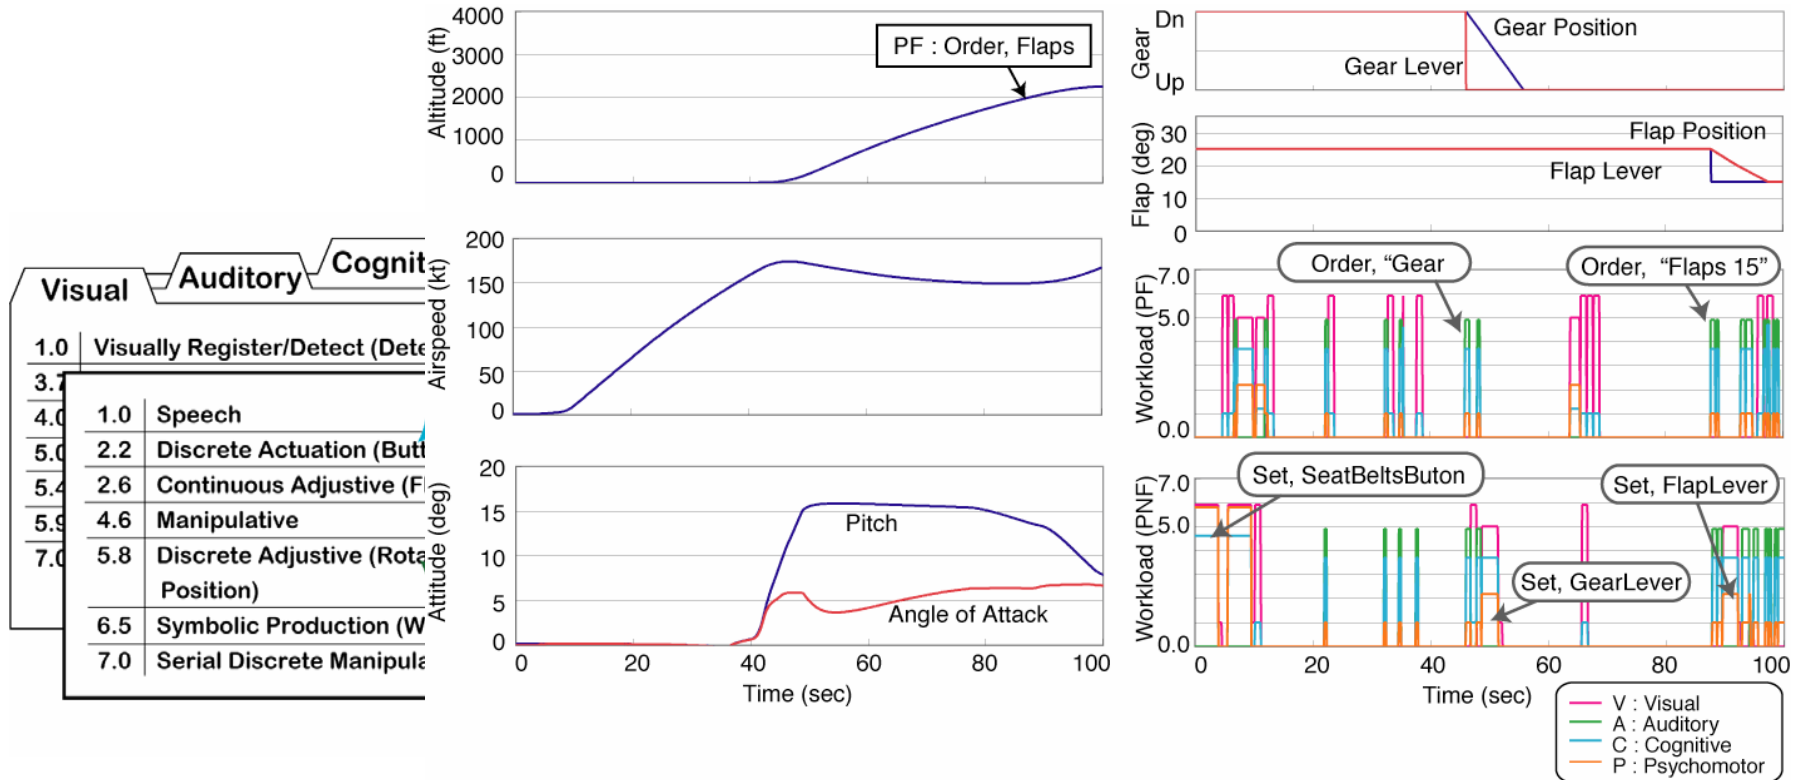 Visual
Auditory
Cognit
1.0 Visually Register/Detect (Dete
3.7
4.0
5.0
5.4
5.9
7.0
1.0 Speech
2.2 Discrete Actuation (Butt
2.6 Continuous Adjustive (Fl
4.6 Manipulative
5.8 Discrete Adjustive (Rota
Position)
6.5 Symbolic Production (W
7.0 Serial Discrete Manipula
Altitude (ft)
4000
3000
2000
1000
0
PF : Order, Flaps
Airspeed (kt)
200
150
100
50
0
Attitude (deg)
20
15
10
5
0
Pitch
Angle of Attack
0 20 40 60 80 100
Time (sec)
Gear
Dn
Up
Gear Position
Gear Lever
Flap (deg)
30
20
10
0
Flap Position
Flap Lever
Workload (PF)
7.0
5.0
0.0
Order, “Gear
Order, “Flaps 15”
Workload (PNF)
7.0
5.0
0.0
Set, SeatBeltsButon
Set, FlapLever
Set, GearLever
0 20 40 60 80 100
Time (sec)
V : Visual
A : Auditory
C : Cognitive
P : Psychomotor